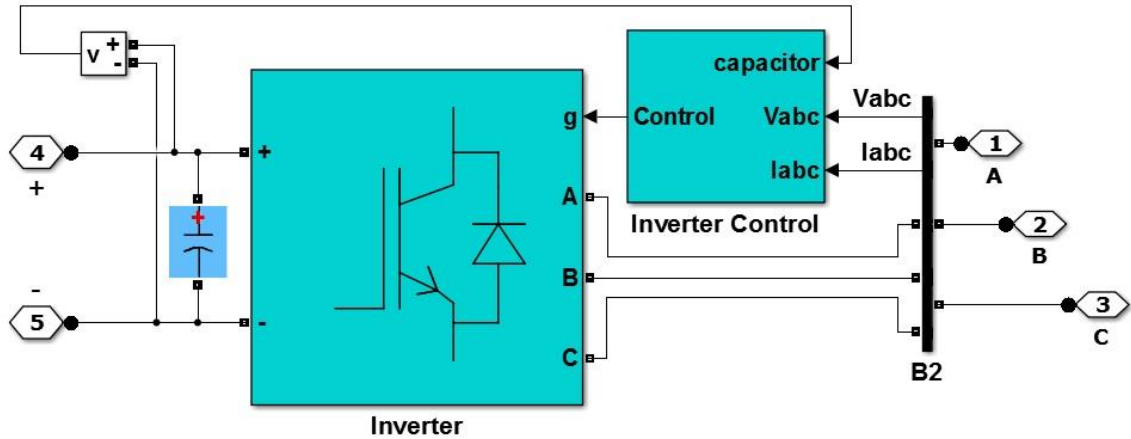 v + -
4
+
-
5
+
+
-
g
A
B
C
Inverter
Control
capacitor
Vabc
Iabc
Inverter Control
Vabc
Iabc
B2
1
A
2
B
3
C